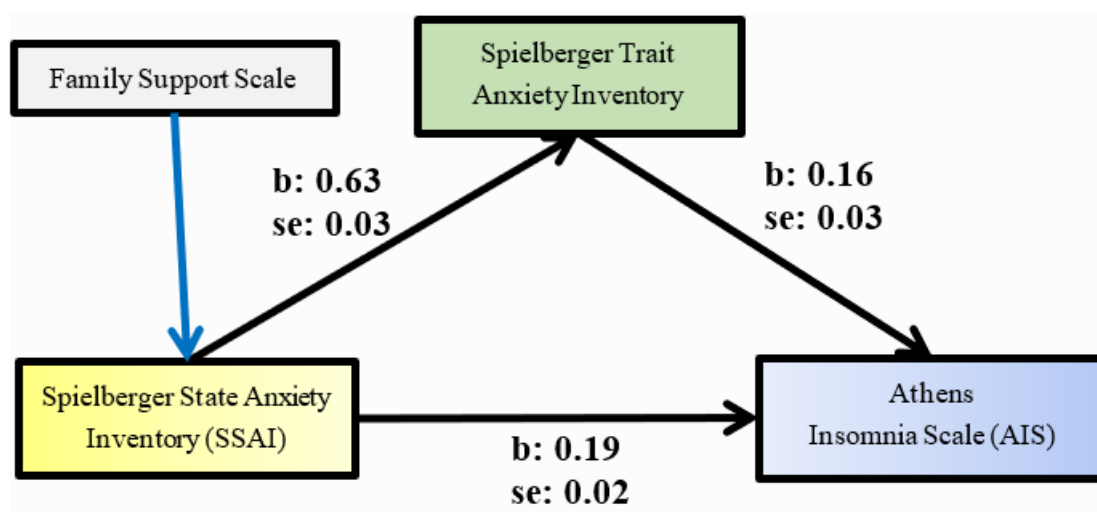 Family Support Scale
Spielberger Trait
Anxiety Inventory
b: 0.63
se: 0.03
b: 0.16
se: 0.03
Spielberger State Anxiety
Inventory (SSAI)
b: 0.19
se: 0.02
Athens
Insomnia Scale (AIS)